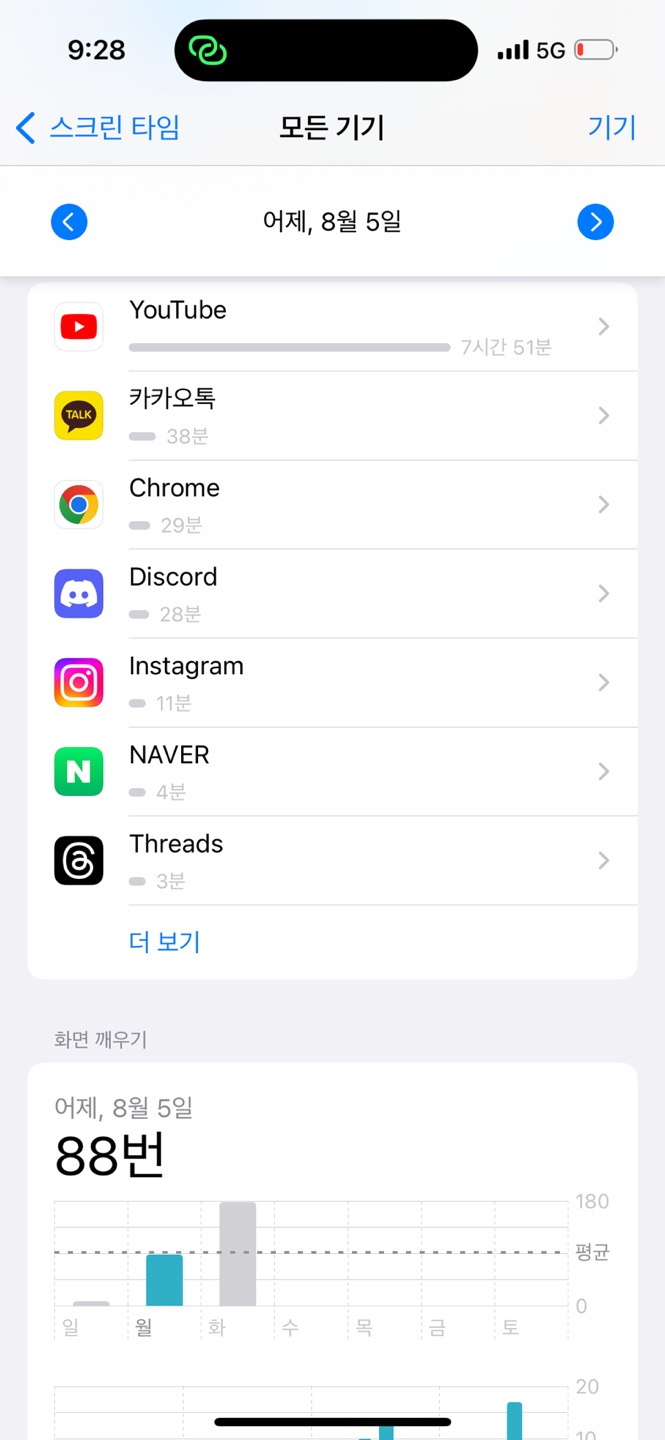 9:28
5G
스크린 타임
모든 기기
기기
어제, 8월 5일
YouTube
7시간 51분
TALK
카카오톡
38분
Chrome
29분
Discord
28분
Instagram
11분
N
NAVER
4분
Threads
3분
더 보기
화면 깨우기
어제, 8월 5일
88번
180
평균
0
일 월 화 수 목 금 토
20
10